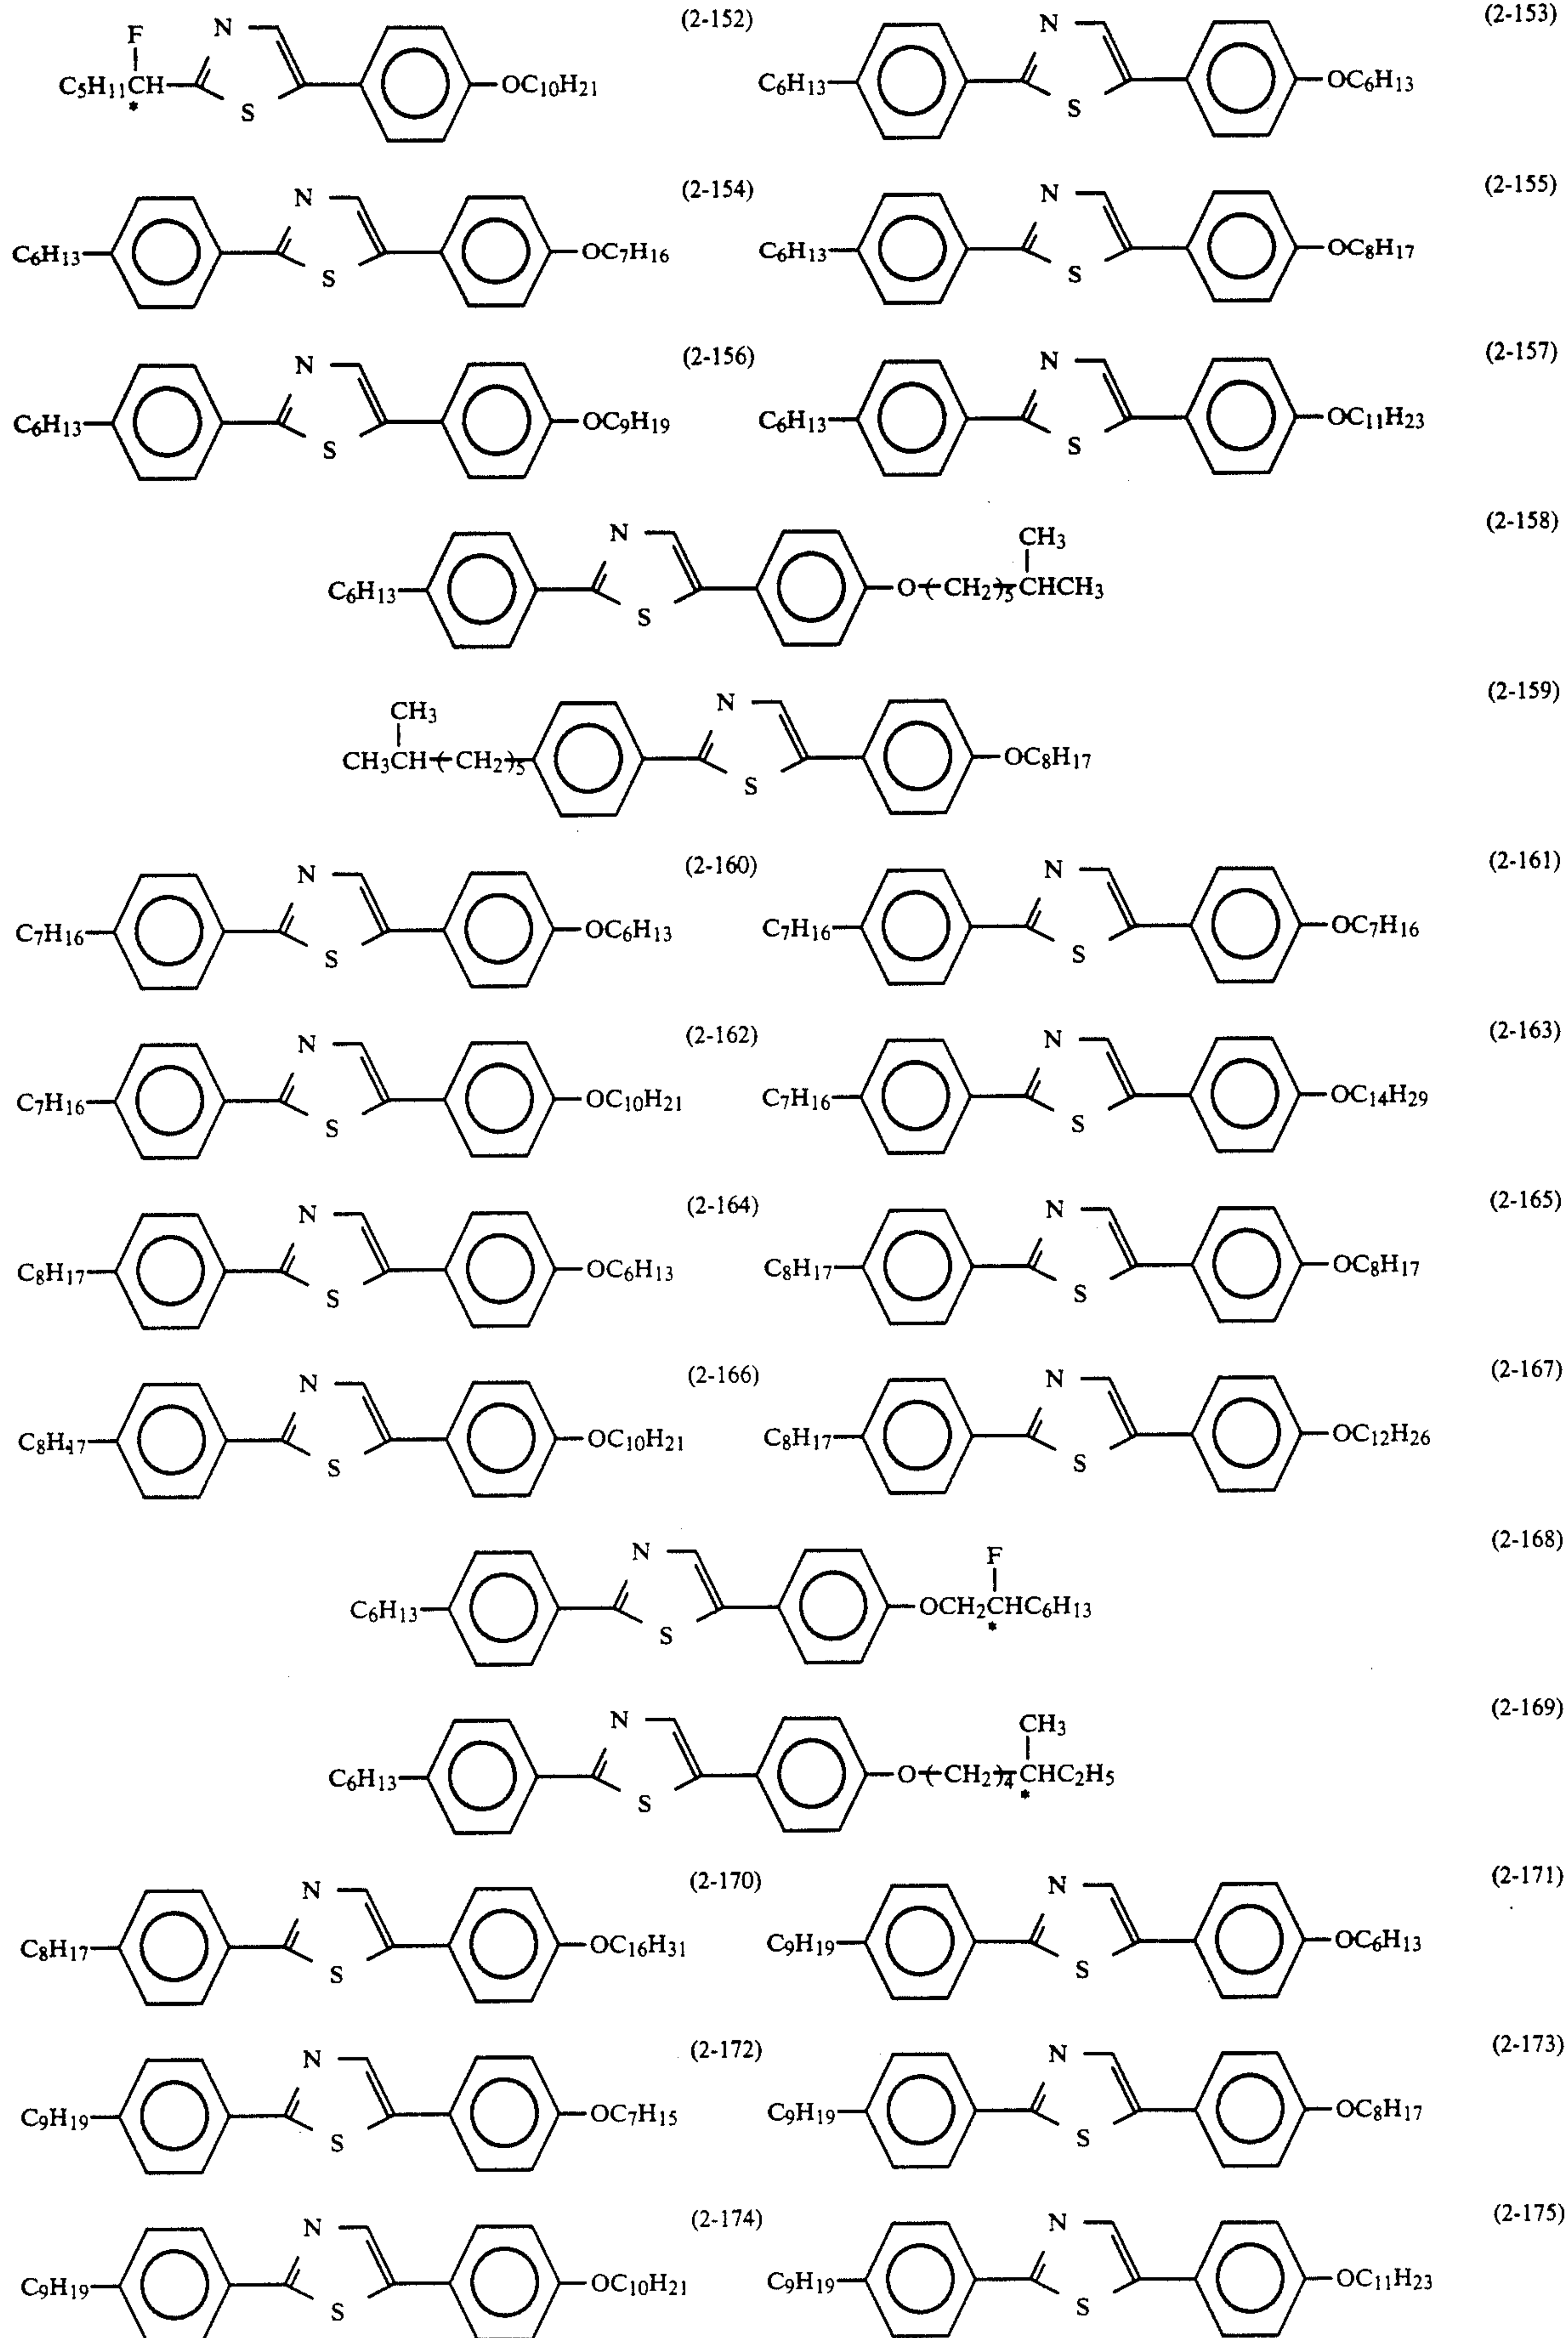 (2-152) (2-153)
F N N
C5H11CH * S OC10H21 C6H13 S OC6H13
(2-154) (2-155)
N N
C6H13 S OC7H16 C6H13 S OC8H17
(2-156) (2-157)
N N
C6H13 S OC9H19 C6H13 S OC11H23
(2-158)
N CH3
C6H13 S O(CH2)5CHCH3
(2-159)
CH3 N
CH3CH(CH2)5 S OC8H17
(2-160) (2-161)
N N
C7H16 S OC6H13 C7H16 S OC7H16
(2-162) (2-163)
N N
C7H16 S OC10H21 C7H16 S OC14H29
(2-164) (2-165)
N N
C8H17 S OC6H13 C8H17 S OC8H17
(2-166) (2-167)
N N
C8H17 S OC10H21 C8H17 S OC12H26
(2-168)
N F
C6H13 S OCH2CHC6H13 *
(2-169)
N CH3
C6H13 S O(CH2)4CHC2H5 *
(2-170) (2-171)
N N
C8H17 S OC16H31 C9H19 S OC6H13
(2-172) (2-173)
N N
C9H19 S OC7H15 C9H19 S OC8H17
(2-174) (2-175)
N N
C9H19 S OC10H21 C9H19 S OC11H23